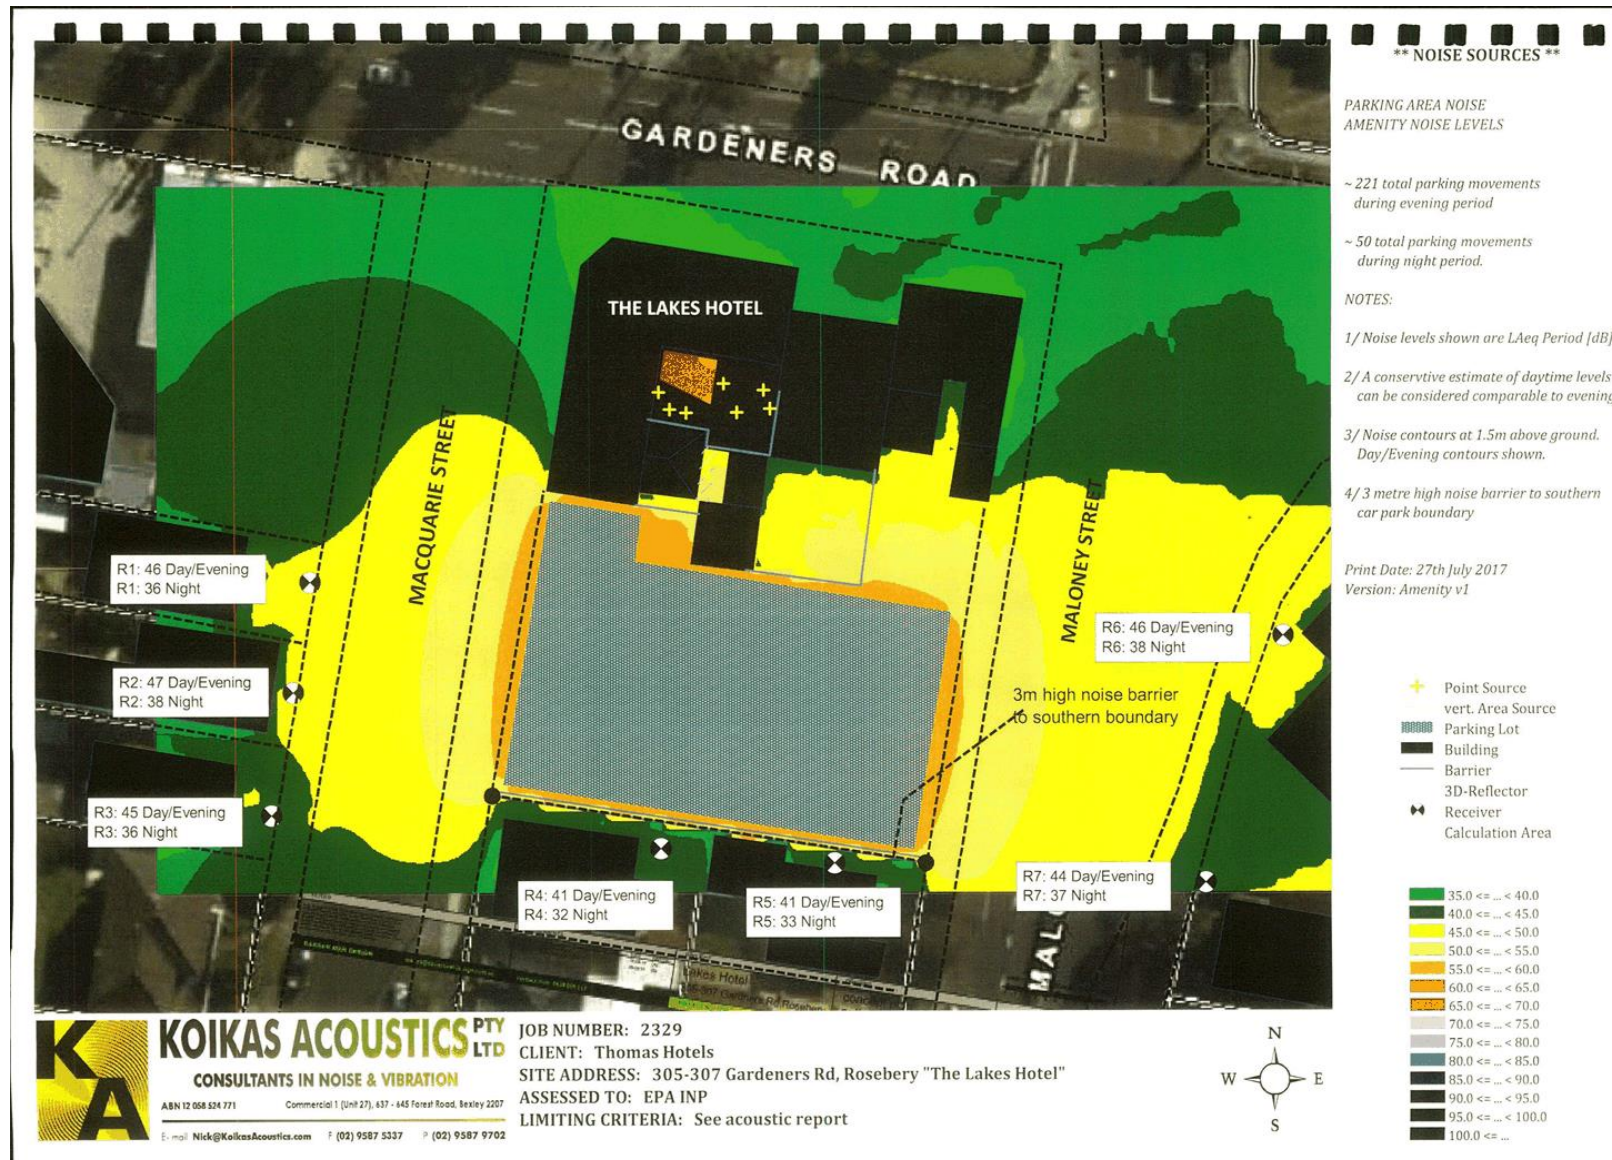 ** NOISE SOURCES **
PARKING AREA NOISE
AMENITY NOISE LEVELS
~ 221 total parking movements
during evening period
~ 50 total parking movements
during night period.
NOTES:
1/ Noise levels shown are LAeq Period [dB]
2/ A conservtive estimate of daytime levels
can be considered comparable to evening
3/ Noise contours at 1.5m above ground.
Day/Evening contours shown.
4/ 3 metre high noise barrier to southern
car park boundary
Print Date: 27th July 2017
Version: Amenity v1
GARDENERS ROAD
THE LAKES HOTEL
MACQUARIE STREET
MALONEY STREET
R1: 46 Day/Evening
R1: 36 Night
R2: 47 Day/Evening
R2: 38 Night
R3: 45 Day/Evening
R3: 36 Night
R4: 41 Day/Evening
R4: 32 Night
R5: 41 Day/Evening
R5: 33 Night
R6: 46 Day/Evening
R6: 38 Night
R7: 44 Day/Evening
R7: 37 Night
3m high noise barrier
to southern boundary
Point Source
vert. Area Source
Parking Lot
Building
Barrier
3D-Reflector
Receiver
Calculation Area
35.0 <= ... < 40.0
40.0 <= ... < 45.0
45.0 <= ... < 50.0
50.0 <= ... < 55.0
55.0 <= ... < 60.0
60.0 <= ... < 65.0
65.0 <= ... < 70.0
70.0 <= ... < 75.0
75.0 <= ... < 80.0
80.0 <= ... < 85.0
85.0 <= ... < 90.0
90.0 <= ... < 95.0
95.0 <= ... < 100.0
100.0 <= ...
MALO
Lakes Hotel
305-307 Gardeners Rd Rosebery
KA
KOIKAS ACOUSTICS PTY LTD
CONSULTANTS IN NOISE & VIBRATION
ABN 12 058 524 771 Commercial 1 (Unit 27), 637 - 645 Forest Road, Bexley 2207
E- mail Nick@KoikasAcoustics.com F (02) 9587 5337 P (02) 9587 9702
JOB NUMBER: 2329
CLIENT: Thomas Hotels
SITE ADDRESS: 305-307 Gardeners Rd, Rosebery "The Lakes Hotel"
ASSESSED TO: EPA INP
LIMITING CRITERIA: See acoustic report
N
W E
S